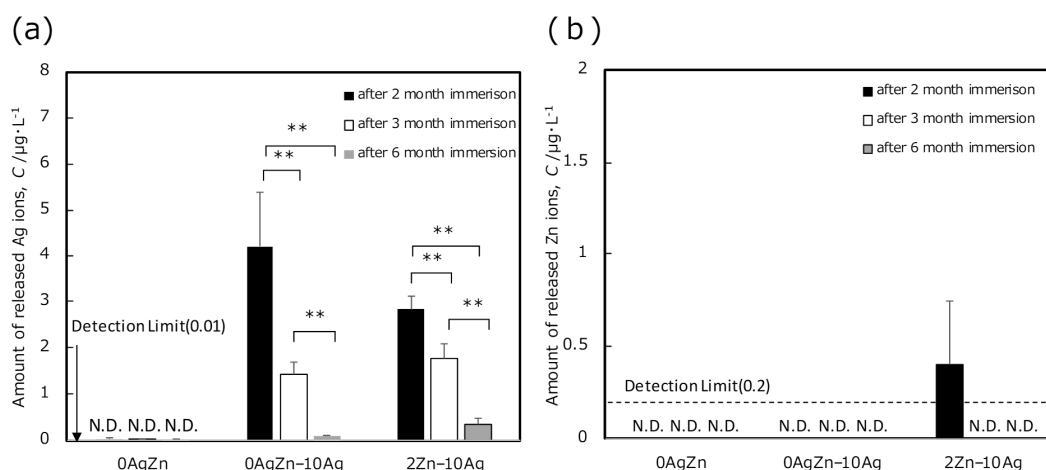 (a)
8
7
6
5
4
3
2
1
0
Amount of released Ag ions, C /µg·L⁻¹
after 2 month immerison
after 3 month immerison
after 6 month immersion
**
**
**
**
**
**
Detection Limit(0.01)
N.D. N.D. N.D.
0AgZn
0AgZn−10Ag
2Zn−10Ag
(b)
2
1.5
1
0.5
0
Amount of released Zn ions, C /µg·L⁻¹
after 2 month immersion
after 3 month immersion
after 6 month immersion
Detection Limit(0.2)
N.D. N.D. N.D.
N.D. N.D. N.D.
N.D. N.D.
0AgZn
0AgZn−10Ag
2Zn−10Ag